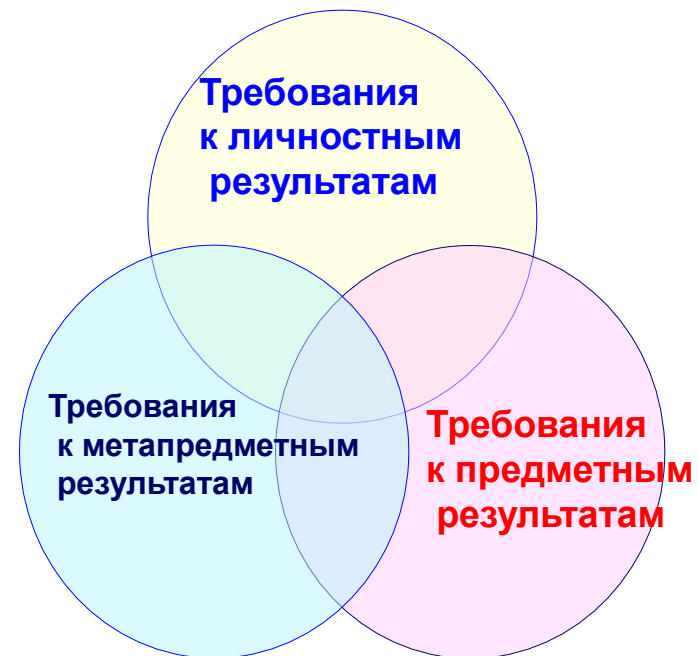 Требования
к личностным
результатам
Требования
к метапредметным
результатам
Требования
к предметным
результатам